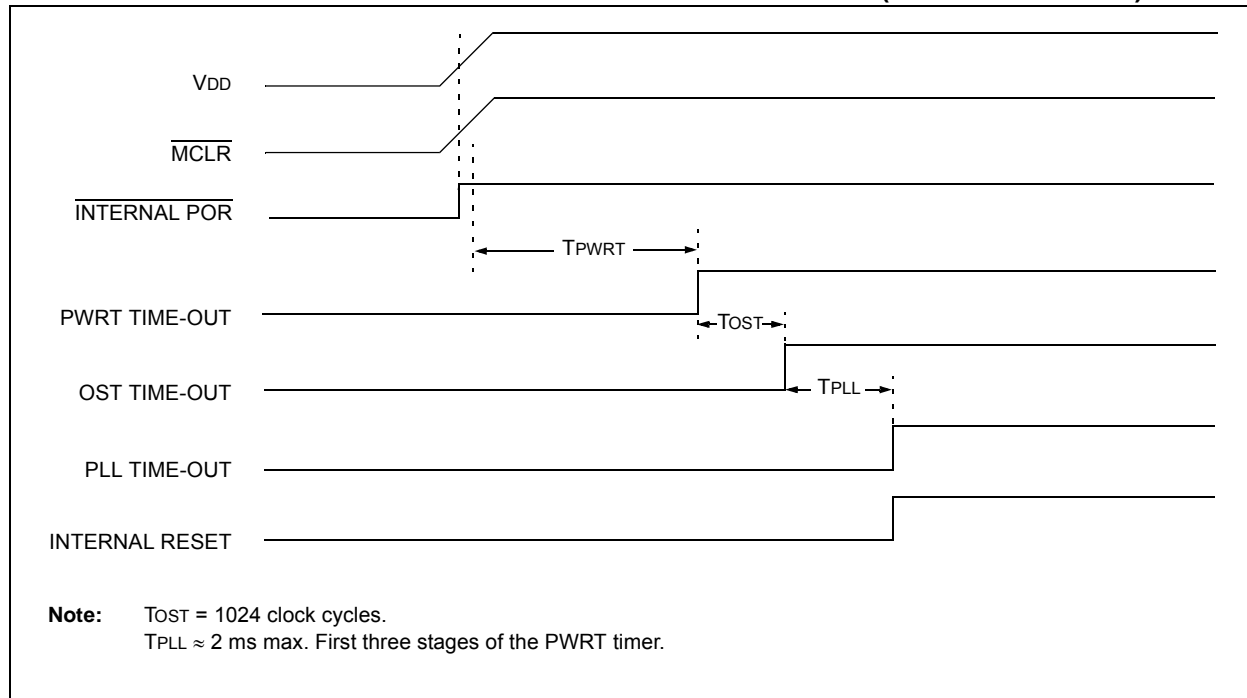 VDD
MCLR
INTERNAL POR
TPWRT
PWRT TIME-OUT
TOST
OST TIME-OUT
TPLL
PLL TIME-OUT
INTERNAL RESET
Note: TOST = 1024 clock cycles.
TPLL ≈ 2 ms max. First three stages of the PWRT timer.